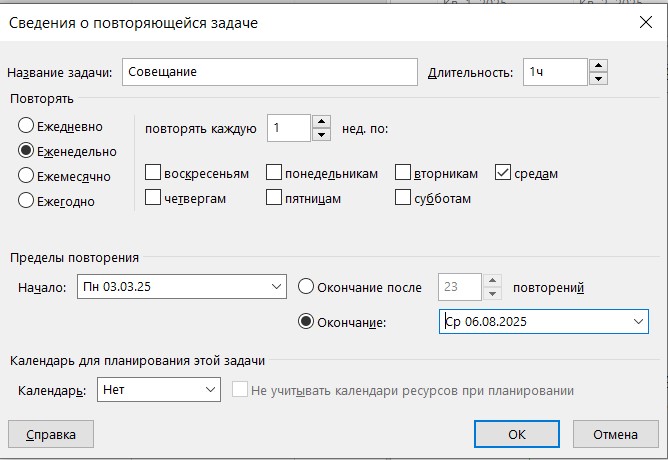 Сведения о повторяющейся задаче
Название задачи: Совещание Длительность: 1ч
Повторять
Ежедневно
повторять каждую 1 нед. по:
Еженедельно
воскресеньям понедельникам вторникам средам
Ежемесячно
четвергам пятницам субботам
Ежегодно
Пределы повторения
Начало: Пн 03.03.25 Окончание после 23 повторений
Окончание: Ср 06.08.2025
Календарь для планирования этой задачи
Календарь: Нет Не учитывать календари ресурсов при планировании
Справка ОК Отмена